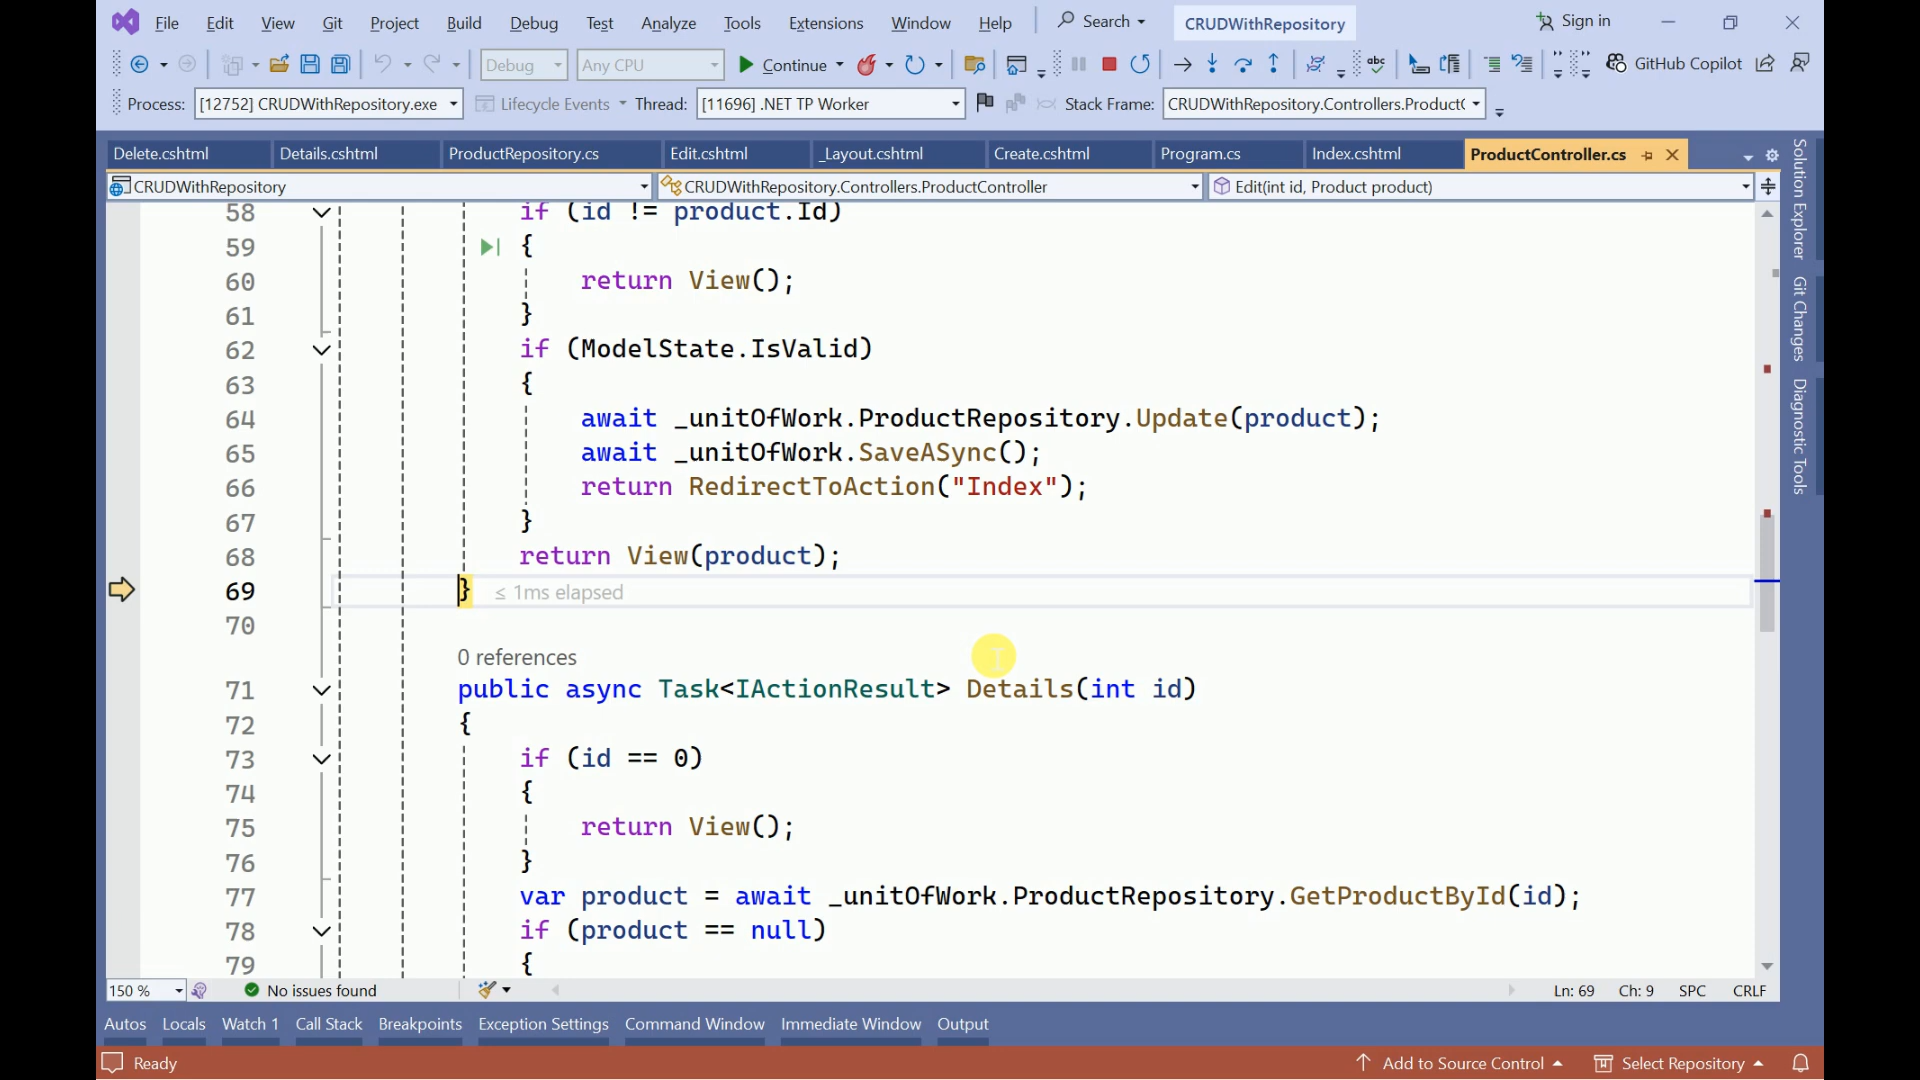 File Edit View Git Project Build Debug Test Analyze Tools Extensions Window Help Search CRUDWithRepository Sign in
Debug Any CPU Continue abc GitHub Copilot
Process: [12752] CRUDWithRepository.exe Lifecycle Events Thread: [11696] .NET TP Worker Stack Frame: CRUDWithRepository.Controllers.Product
Delete.cshtml Details.cshtml ProductRepository.cs Edit.cshtml _Layout.cshtml Create.cshtml Program.cs Index.cshtml ProductController.cs
CRUDWithRepository CRUDWithRepository.Controllers.ProductController Edit(int id, Product product)
58 if (id != product.Id)
59 {
60 return View();
61 }
62 if (ModelState.IsValid)
63 {
64 await _unitOfWork.ProductRepository.Update(product);
65 await _unitOfWork.SaveASync();
66 return RedirectToAction("Index");
67 }
68 return View(product);
69 } ≤ 1ms elapsed
70
0 references
71 public async Task<IActionResult> Details(int id)
72 {
73 if (id == 0)
74 {
75 return View();
76 }
77 var product = await _unitOfWork.ProductRepository.GetProductById(id);
78 if (product == null)
79 {
Solution Explorer
Git Changes
Diagnostic Tools
150 % No issues found Ln: 69 Ch: 9 SPC CRLF
Autos Locals Watch 1 Call Stack Breakpoints Exception Settings Command Window Immediate Window Output
Ready Add to Source Control Select Repository